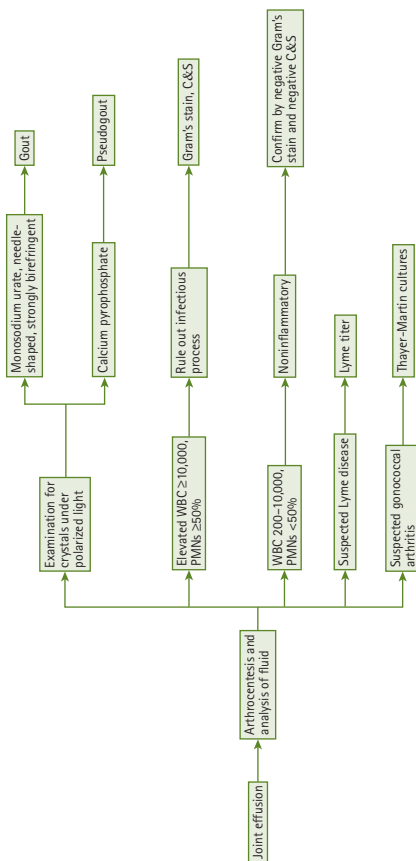 Joint effusion
Arthrocentesis and
analysis of fluid
Examination for
crystals under
polarized light
Monosodium urate, needle-
shaped, strongly birefringent
Gout
Calcium pyrophosphate
Pseudogout
Elevated WBC ≥10,000,
PMNs ≥50%
Rule out infectious
process
Gram's stain, C&S
WBC 200–10,000,
PMNs <50%
Noninflammatory
Confirm by negative Gram's
stain and negative C&S
Suspected Lyme disease
Lyme titer
Suspected gonococcal
arthritis
Thayer-Martin cultures